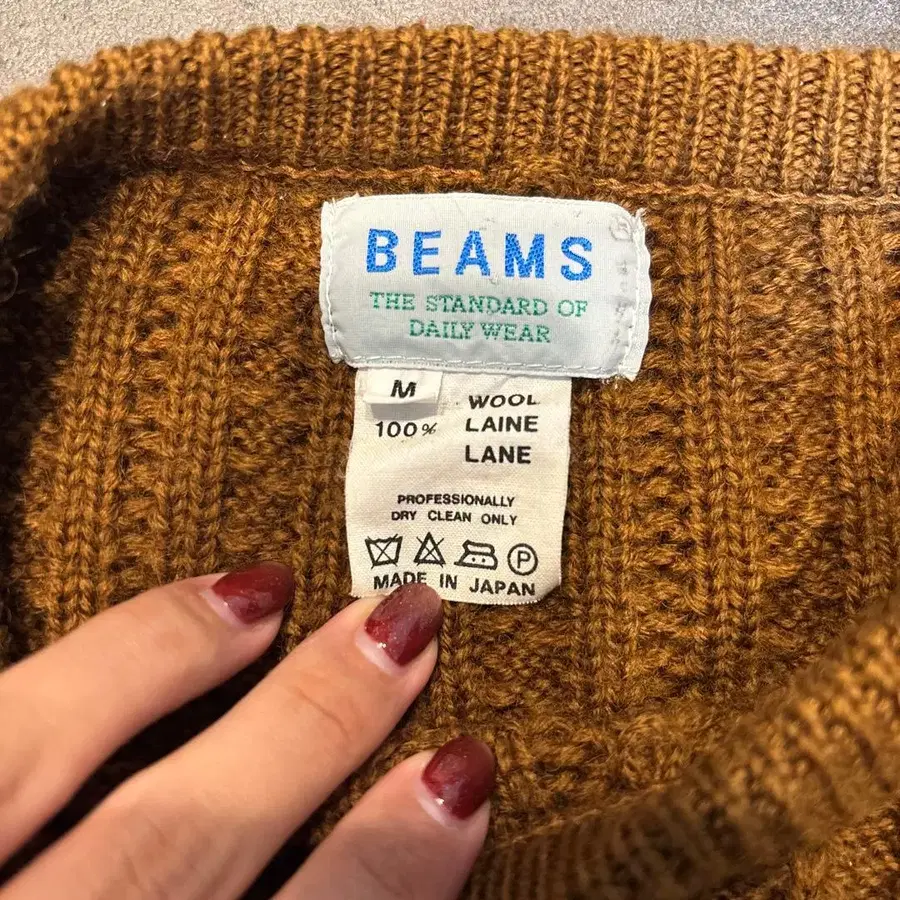 BEAMS
THE STANDARD OF
DAILY WEAR
M
WOOL
100% LAINE
LANE
PROFESSIONALLY
DRY CLEAN ONLY
P
MADE IN JAPAN